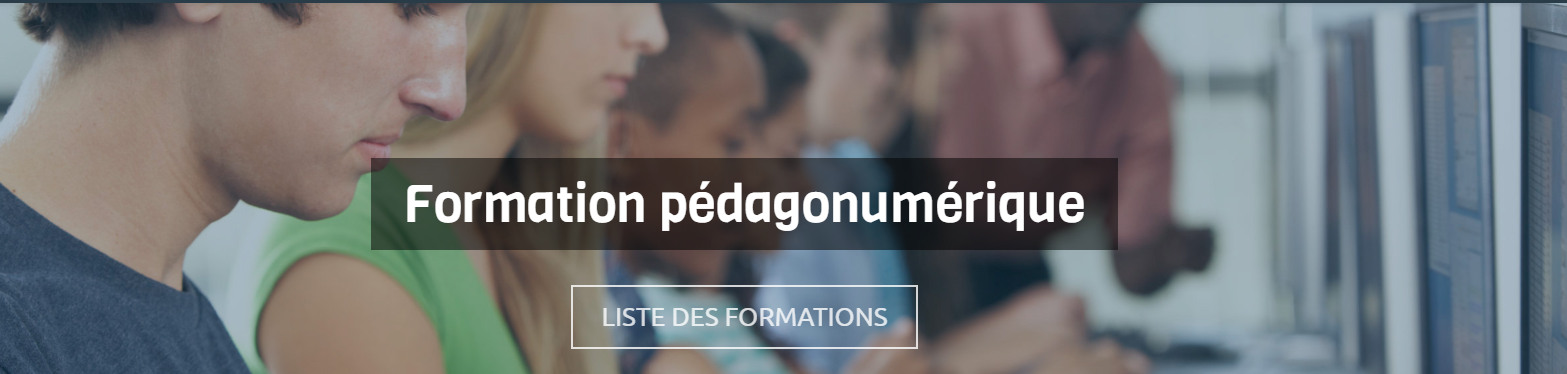 Formation pédagonumérique
LISTE DES FORMATIONS